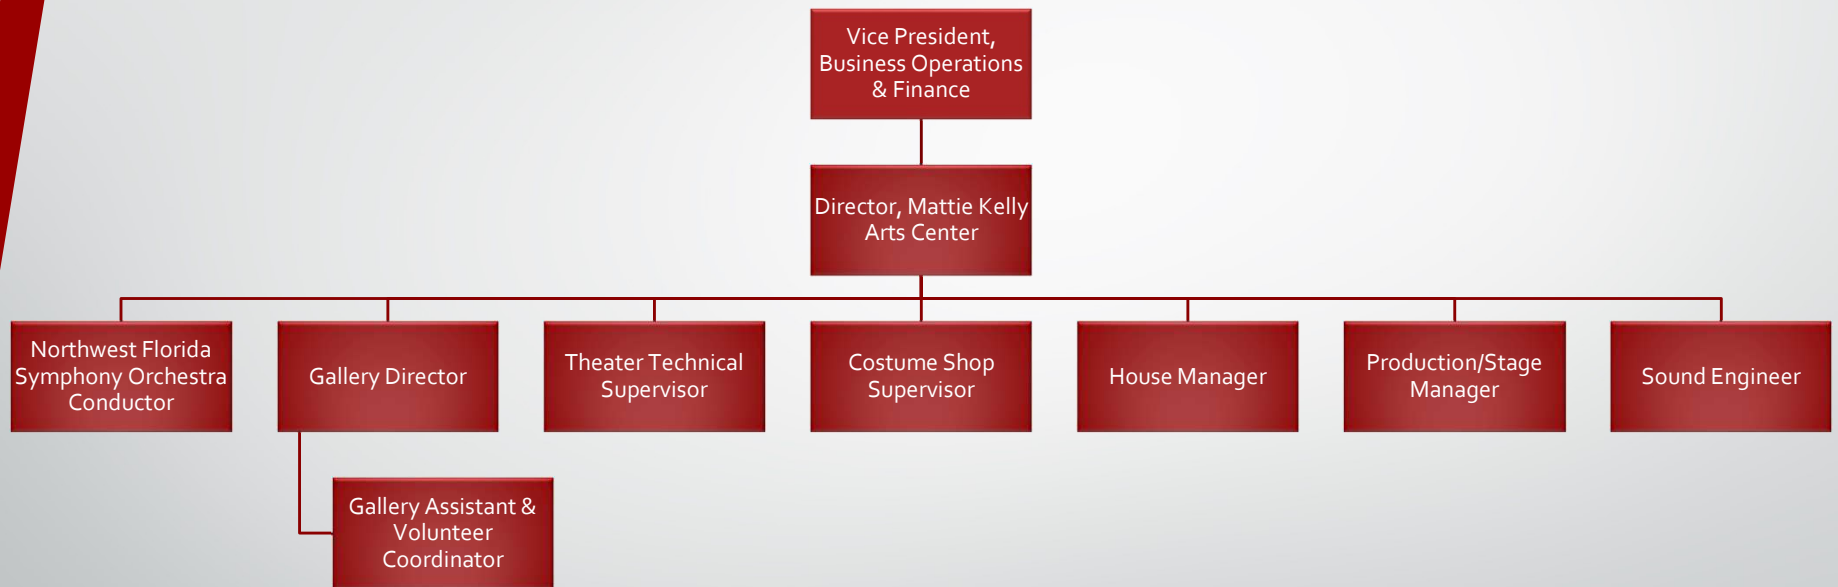 Vice President,
Business Operations
& Finance
Director, Mattie Kelly
Arts Center
Northwest Florida
Symphony Orchestra
Conductor
Gallery Director
Theater Technical
Supervisor
Costume Shop
Supervisor
House Manager
Production/Stage
Manager
Sound Engineer
Gallery Assistant &
Volunteer
Coordinator